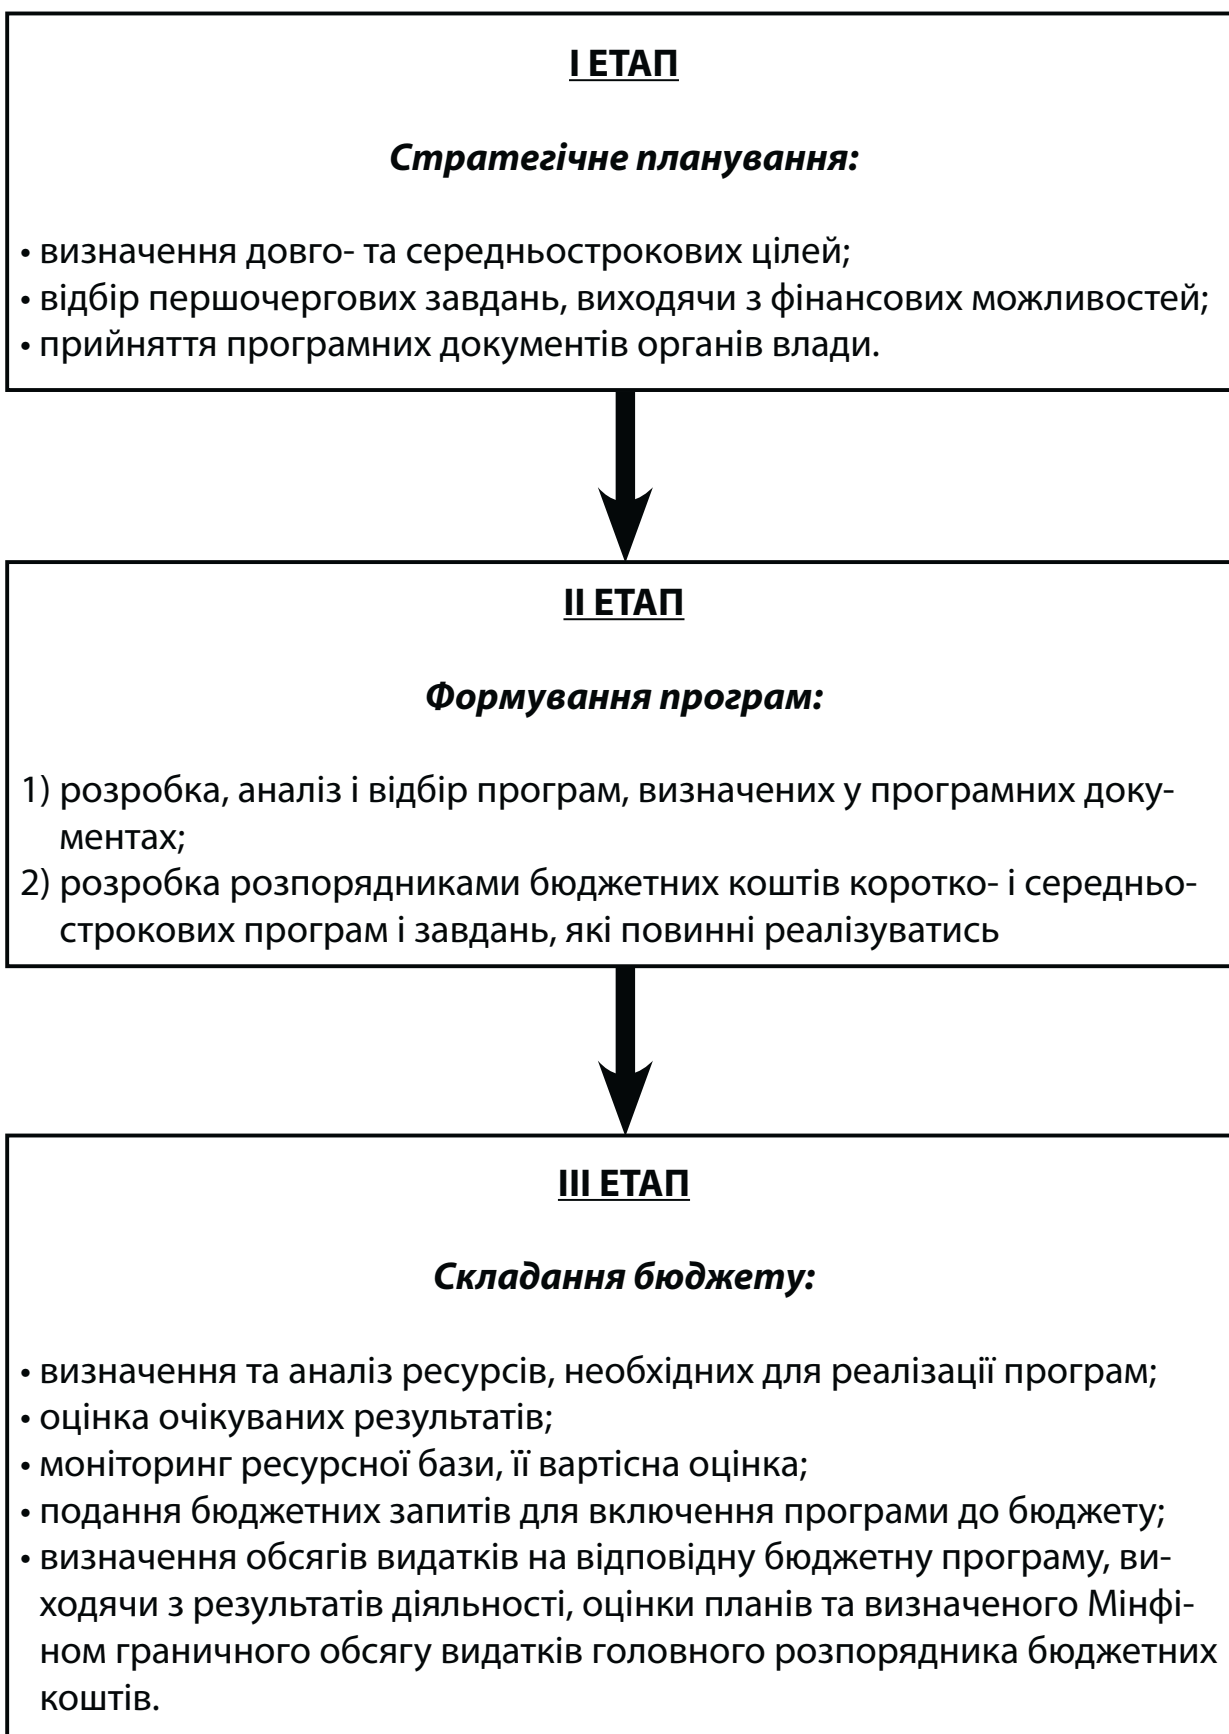 І ЕТАП
Стратегічне планування:
• визначення довго- та середньострокових цілей;
• відбір першочергових завдань, виходячи з фінансових можливостей;
• прийняття програмних документів органів влади.
ІІ ЕТАП
Формування програм:
1) розробка, аналіз і відбір програм, визначених у програмних доку-
ментах;
2) розробка розпорядниками бюджетних коштів коротко- і середньо-
строкових програм і завдань, які повинні реалізуватись
ІІІ ЕТАП
Складання бюджету:
• визначення та аналіз ресурсів, необхідних для реалізації програм;
• оцінка очікуваних результатів;
• моніторинг ресурсної бази, її вартісна оцінка;
• подання бюджетних запитів для включення програми до бюджету;
• визначення обсягів видатків на відповідну бюджетну програму, ви-
ходячи з результатів діяльності, оцінки планів та визначеного Мінфі-
ном граничного обсягу видатків головного розпорядника бюджетних
коштів.